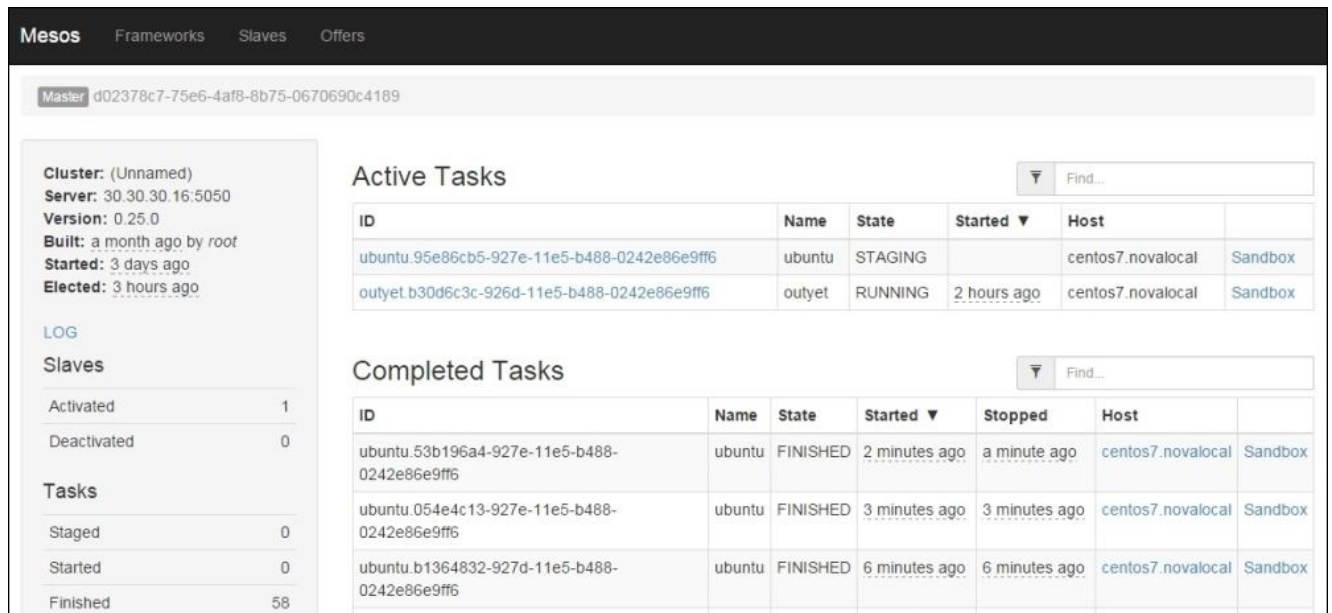 Mesos Frameworks Slaves Offers
Master d02378c7-75e6-4af8-8b75-0670690c4189
Cluster: (Unnamed)
Server: 30.30.30.16:5050
Version: 0.25.0
Built: a month ago by root
Started: 3 days ago
Elected: 3 hours ago
LOG
Slaves
Activated 1
Deactivated 0
Tasks
Staged 0
Started 0
Finished 58
Active Tasks
Find...
ID Name State Started ▼ Host
ubuntu.95e86cb5-927e-11e5-b488-0242e86e9ff6 ubuntu STAGING centos7.novalocal Sandbox
outyet.b30d6c3c-926d-11e5-b488-0242e86e9ff6 outyet RUNNING 2 hours ago centos7.novalocal Sandbox
Completed Tasks
Find...
ID Name State Started ▼ Stopped Host
ubuntu.53b196a4-927e-11e5-b488- ubuntu FINISHED 2 minutes ago a minute ago centos7.novalocal Sandbox
0242e86e9ff6
ubuntu.054e4c13-927e-11e5-b488- ubuntu FINISHED 3 minutes ago 3 minutes ago centos7.novalocal Sandbox
0242e86e9ff6
ubuntu.b1364832-927d-11e5-b488- ubuntu FINISHED 6 minutes ago 6 minutes ago centos7.novalocal Sandbox
0242e86e9ff6